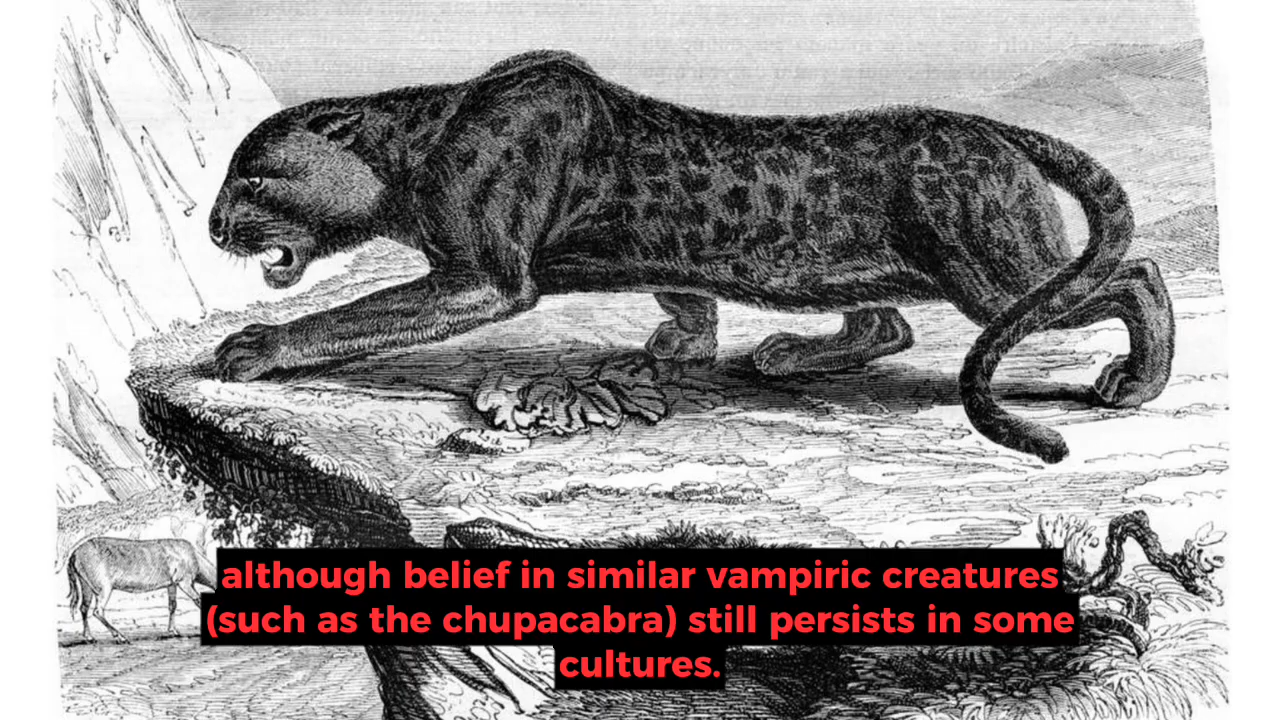 although belief in similar vampiric creatures
(such as the chupacabra) still persists in some
cultures.